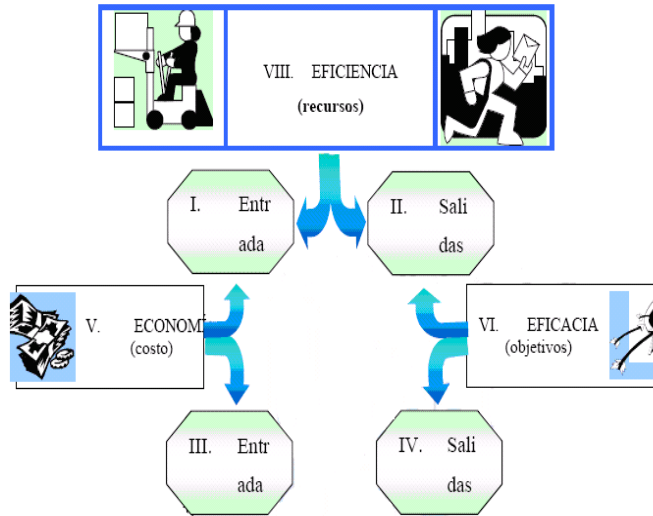 VIII. EFICIENCIA
(recursos)
I. Entr
ada
II. Sali
das
V. ECONOMÍ
(costo)
VI. EFICACIA
(objetivos)
III. Entr
ada
IV. Sali
das